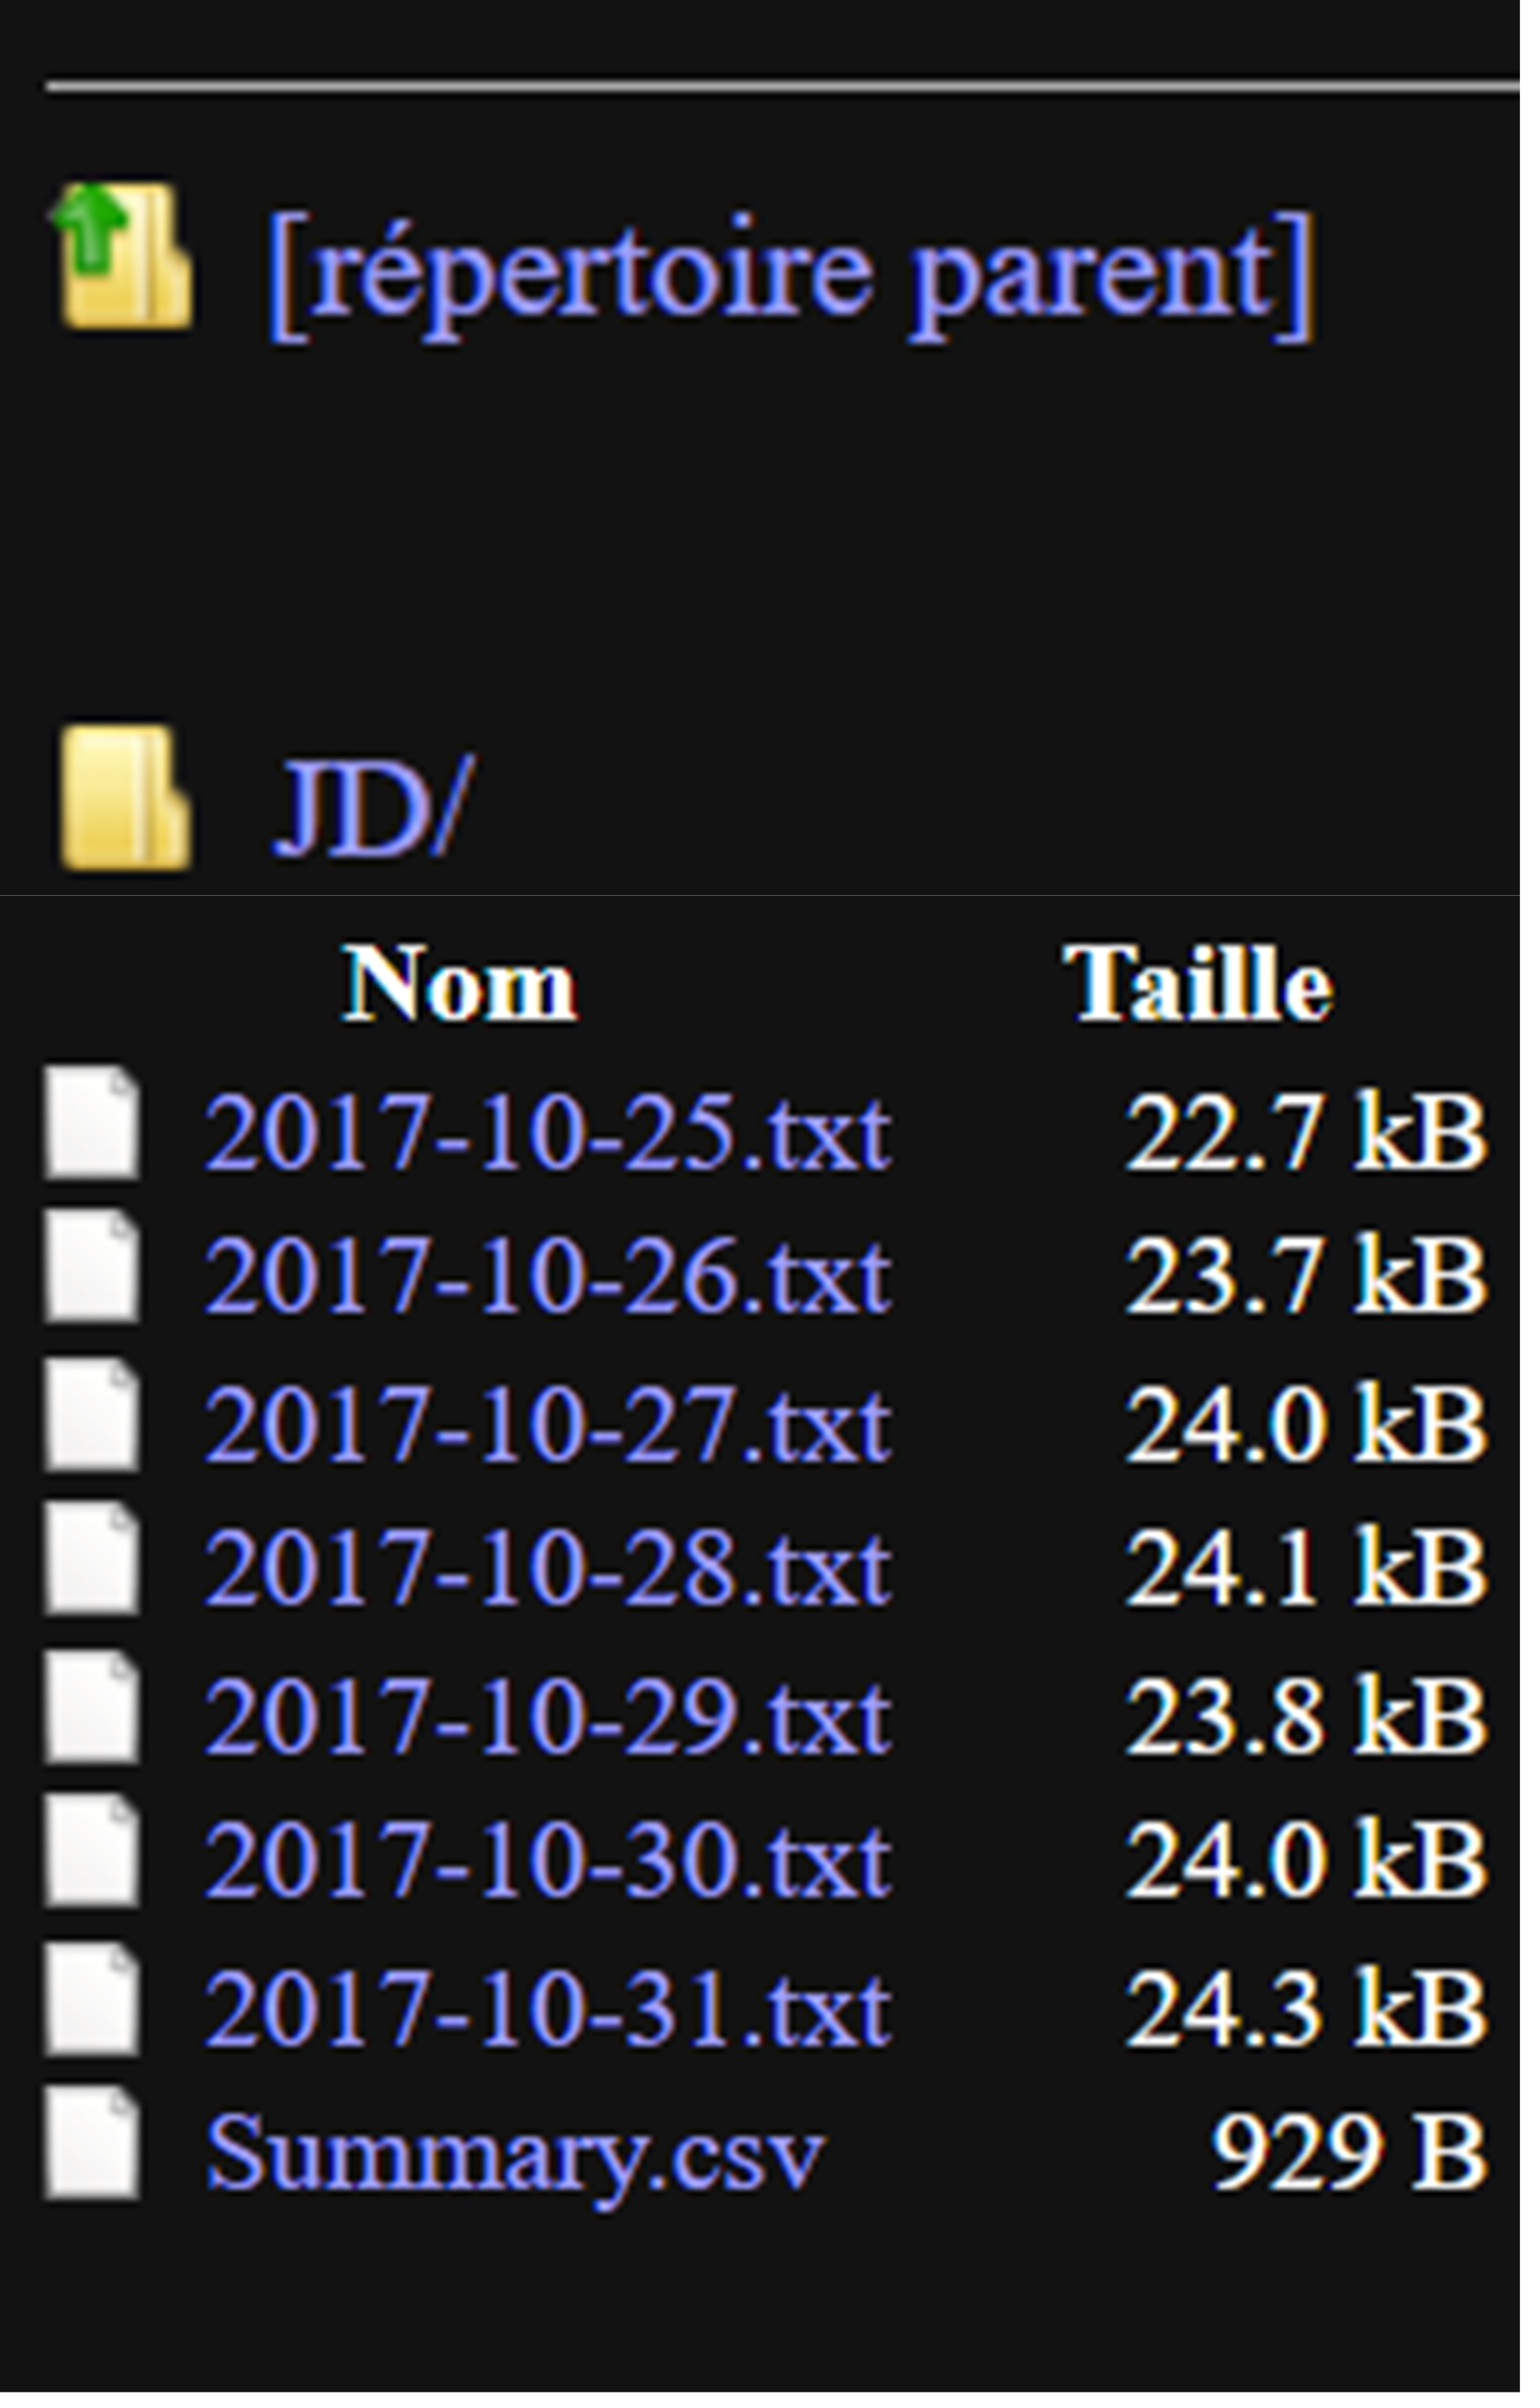 [répertoire parent]
JD/
Nom Taille
2017-10-25.txt 22.7 kB
2017-10-26.txt 23.7 kB
2017-10-27.txt 24.0 kB
2017-10-28.txt 24.1 kB
2017-10-29.txt 23.8 kB
2017-10-30.txt 24.0 kB
2017-10-31.txt 24.3 kB
Summary.csv 929 B